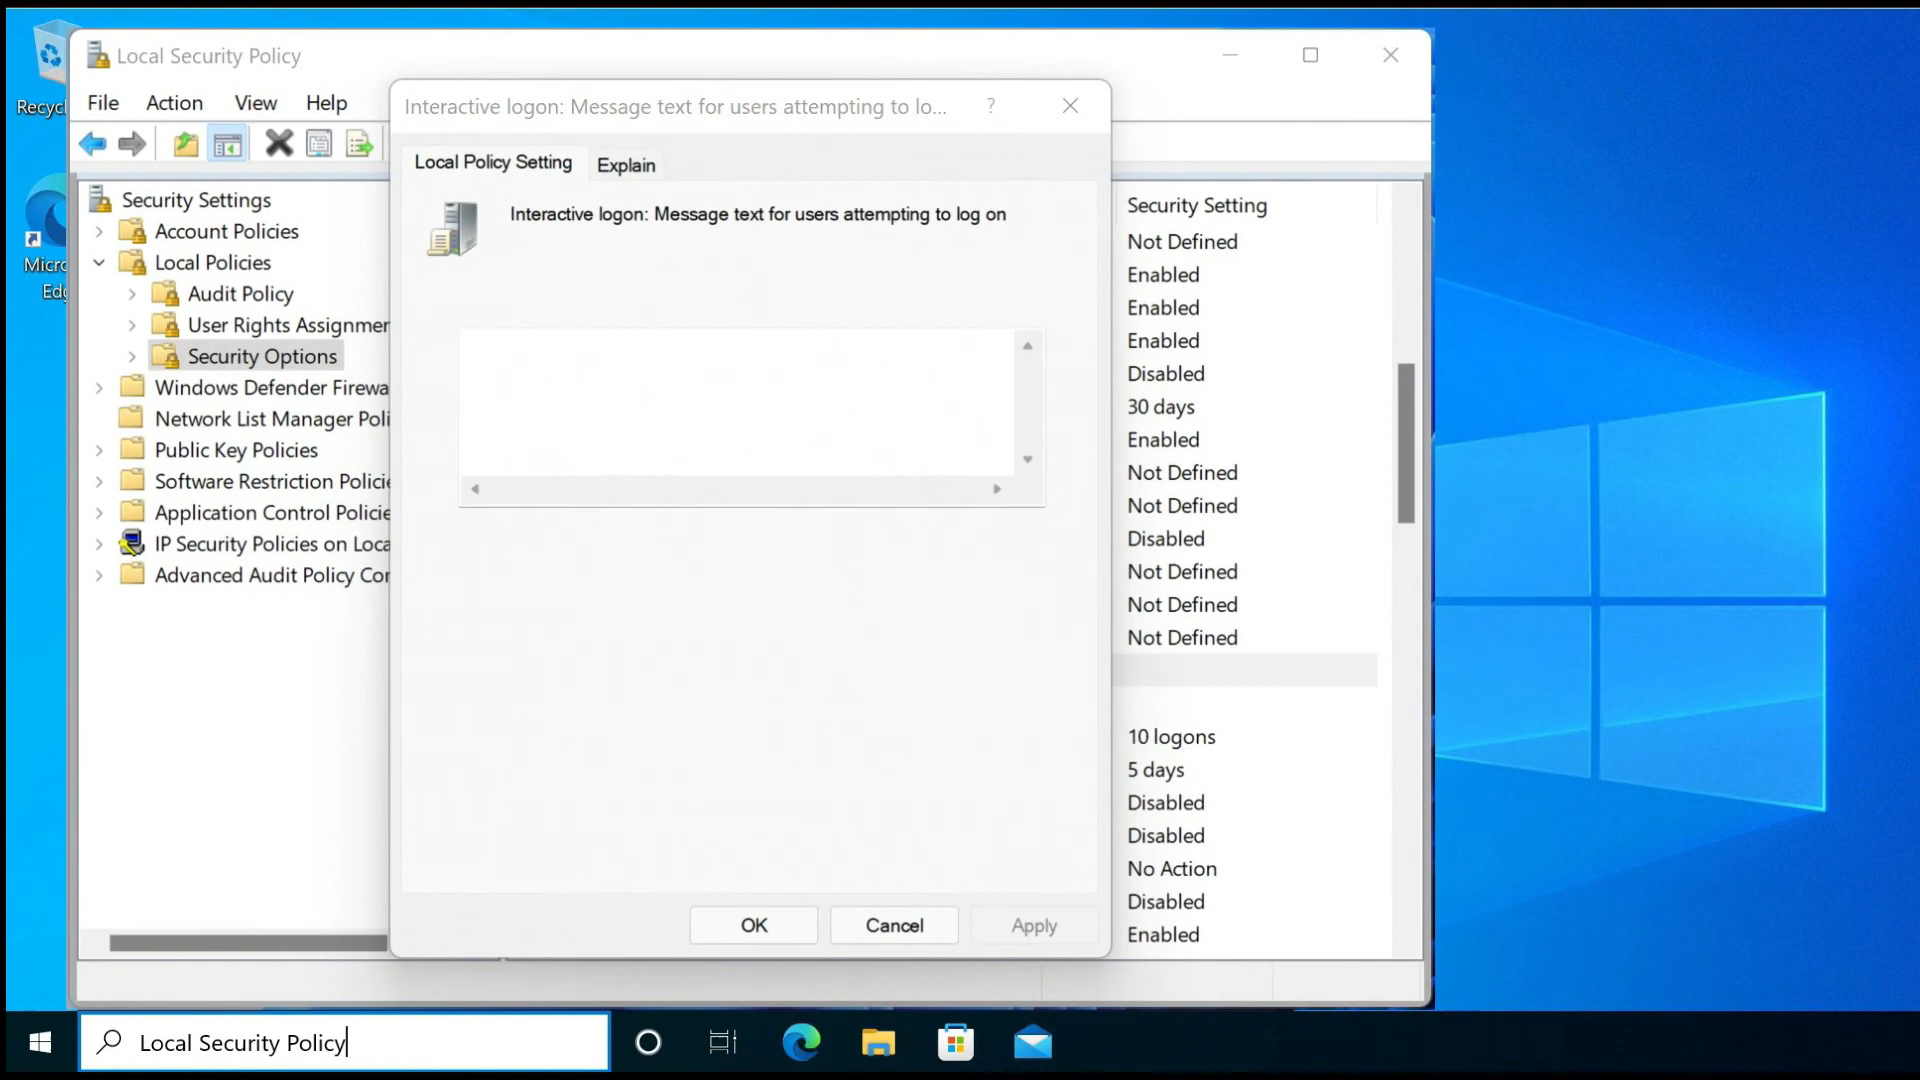 Recycl
Micro
Edg
Local Security Policy
File Action View Help
Security Settings
Account Policies
Local Policies
Audit Policy
User Rights Assignmen
Security Options
Windows Defender Firewa
Network List Manager Poli
Public Key Policies
Software Restriction Policie
Application Control Policie
IP Security Policies on Loca
Advanced Audit Policy Con
Interactive logon: Message text for users attempting to lo... ?
Local Policy Setting Explain
Interactive logon: Message text for users attempting to log on
OK Cancel Apply
Security Setting
Not Defined
Enabled
Enabled
Enabled
Disabled
30 days
Enabled
Not Defined
Not Defined
Disabled
Not Defined
Not Defined
Not Defined
10 logons
5 days
Disabled
Disabled
No Action
Disabled
Enabled
Local Security Policy